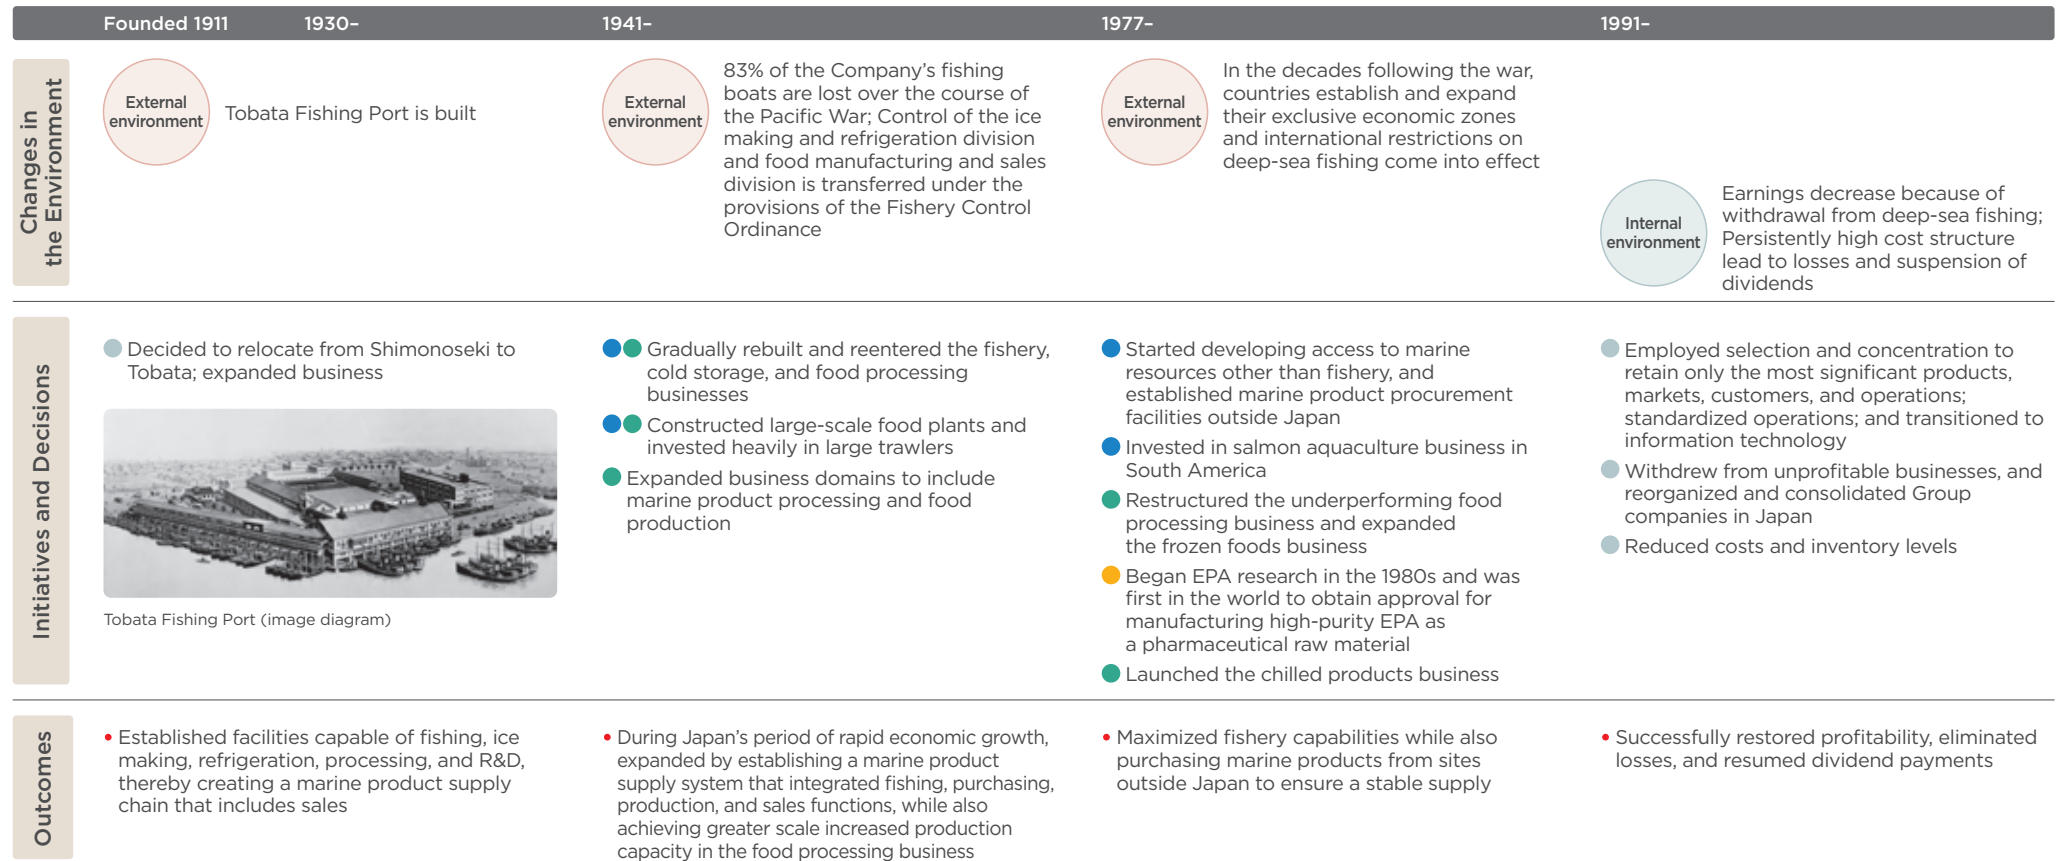 Founded 1911
1930–
1941–
1977–
1991–
Changes in
the Environment
External
environment
Tobata Fishing Port is built
External
environment
83% of the Company's fishing
boats are lost over the course of
the Pacific War; Control of the ice
making and refrigeration division
and food manufacturing and sales
division is transferred under the
provisions of the Fishery Control
Ordinance
External
environment
In the decades following the war,
countries establish and expand
their exclusive economic zones
and international restrictions on
deep-sea fishing come into effect
Internal
environment
Earnings decrease because of
withdrawal from deep-sea fishing;
Persistently high cost structure
lead to losses and suspension of
dividends
Initiatives and Decisions
Decided to relocate from Shimonoseki to
Tobata; expanded business
Tobata Fishing Port (image diagram)
Gradually rebuilt and reentered the fishery,
cold storage, and food processing
businesses
Constructed large-scale food plants and
invested heavily in large trawlers
Expanded business domains to include
marine product processing and food
production
Started developing access to marine
resources other than fishery, and
established marine product procurement
facilities outside Japan
Invested in salmon aquaculture business in
South America
Restructured the underperforming food
processing business and expanded
the frozen foods business
Began EPA research in the 1980s and was
first in the world to obtain approval for
manufacturing high-purity EPA as
a pharmaceutical raw material
Launched the chilled products business
Employed selection and concentration to
retain only the most significant products,
markets, customers, and operations;
standardized operations; and transitioned to
information technology
Withdrew from unprofitable businesses, and
reorganized and consolidated Group
companies in Japan
Reduced costs and inventory levels
Outcomes
• Established facilities capable of fishing, ice
making, refrigeration, processing, and R&D,
thereby creating a marine product supply
chain that includes sales
• During Japan's period of rapid economic growth,
expanded by establishing a marine product
supply system that integrated fishing, purchasing,
production, and sales functions, while also
achieving greater scale increased production
capacity in the food processing business
• Maximized fishery capabilities while also
purchasing marine products from sites
outside Japan to ensure a stable supply
• Successfully restored profitability, eliminated
losses, and resumed dividend payments